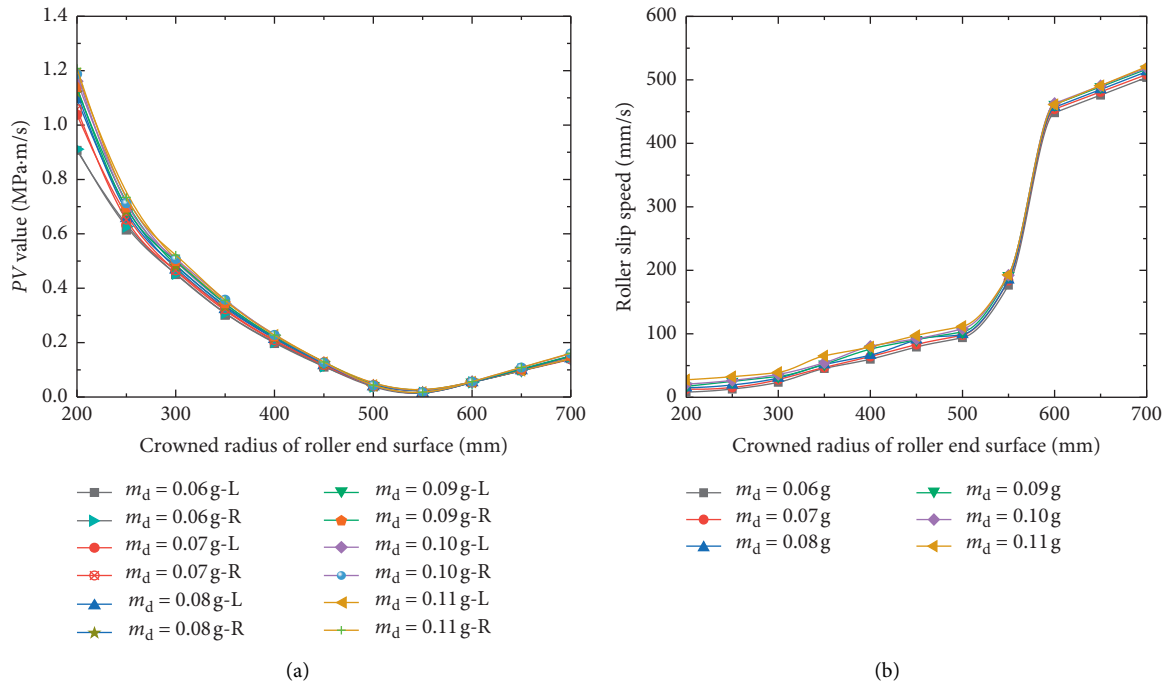 1.4
1.2
1.0
0.8
0.6
0.4
0.2
0.0
PV value (MPa·m/s)
200 300 400 500 600 700
Crowned radius of roller end surface (mm)
m_d = 0.06 g-L
m_d = 0.06 g-R
m_d = 0.07 g-L
m_d = 0.07 g-R
m_d = 0.08 g-L
m_d = 0.08 g-R
m_d = 0.09 g-L
m_d = 0.09 g-R
m_d = 0.10 g-L
m_d = 0.10 g-R
m_d = 0.11 g-L
m_d = 0.11 g-R
(a)
600
500
400
300
200
100
0
Roller slip speed (mm/s)
200 300 400 500 600 700
Crowned radius of roller end surface (mm)
m_d = 0.06 g
m_d = 0.07 g
m_d = 0.08 g
m_d = 0.09 g
m_d = 0.10 g
m_d = 0.11 g
(b)